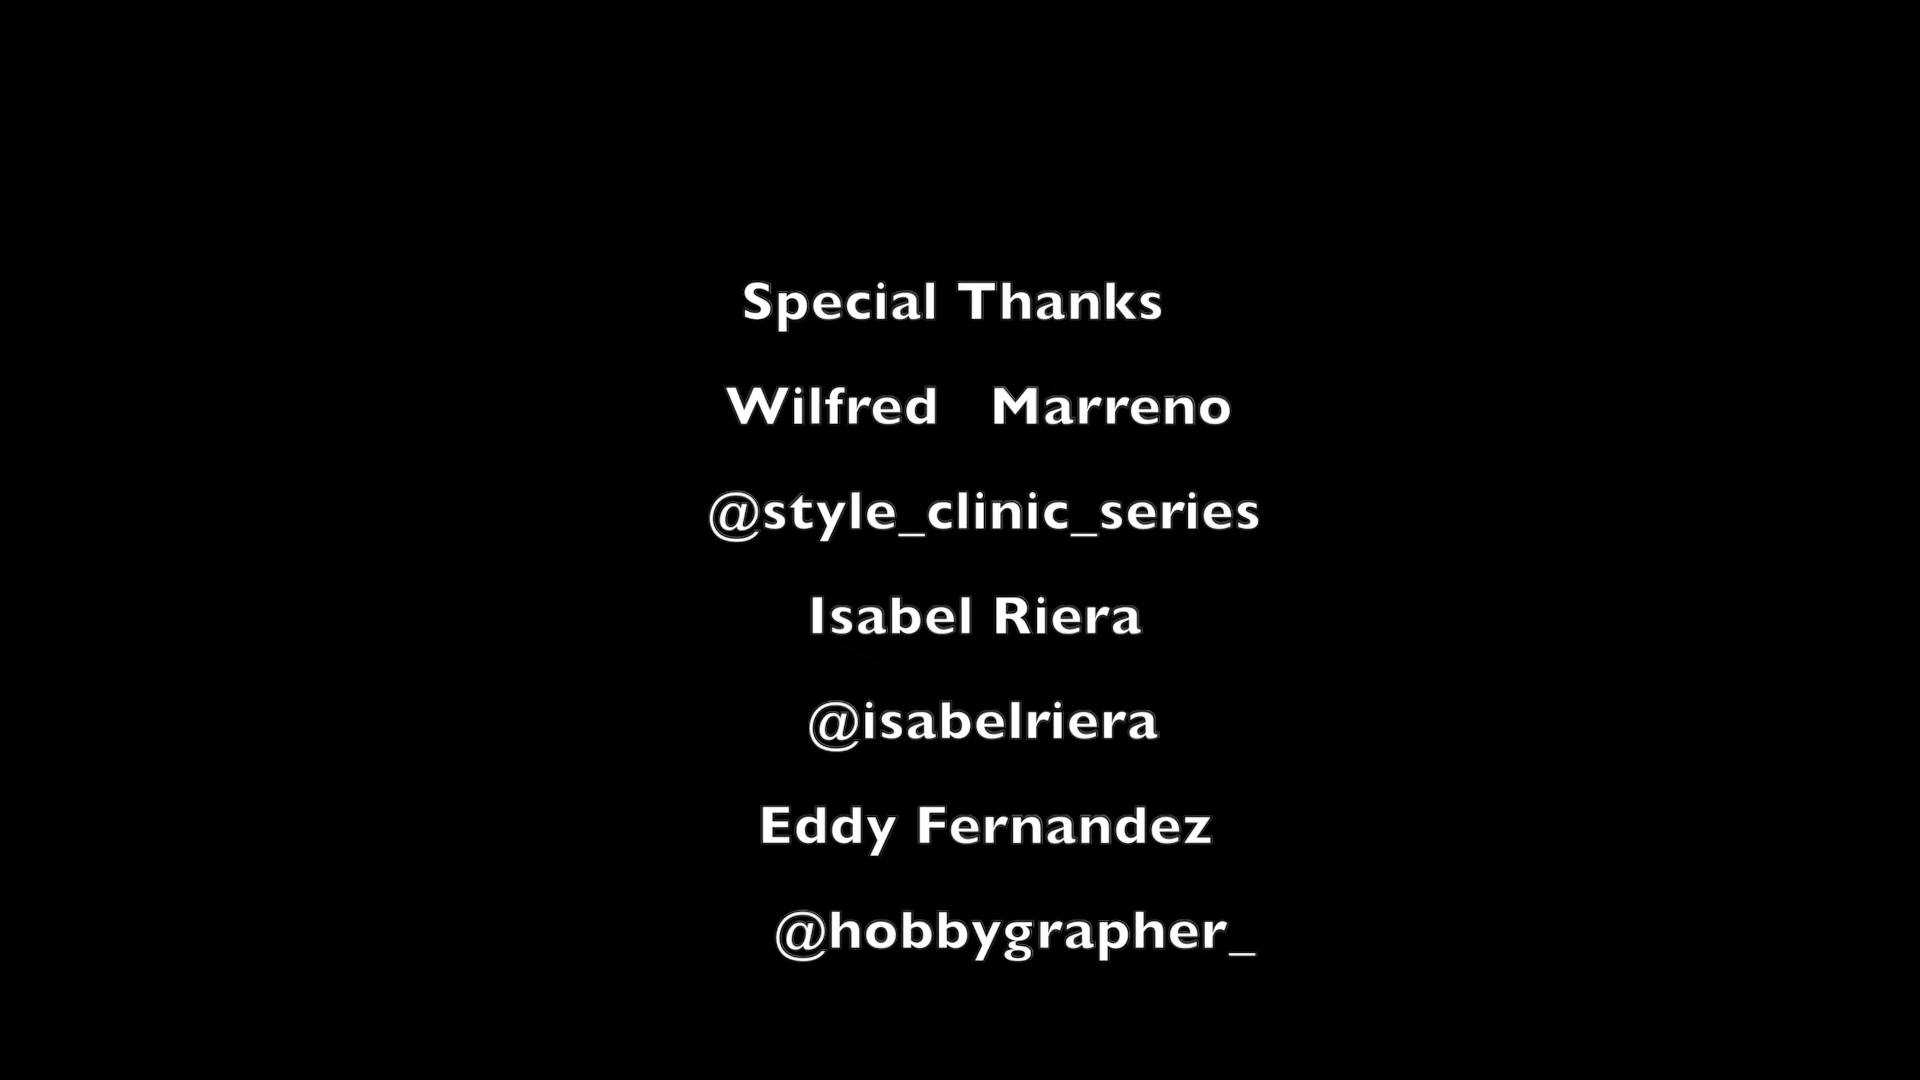 Special Thanks
Wilfred Marreno
@style_clinic_series
Isabel Riera
@isabelriera
Eddy Fernandez
@hobbygrapher_